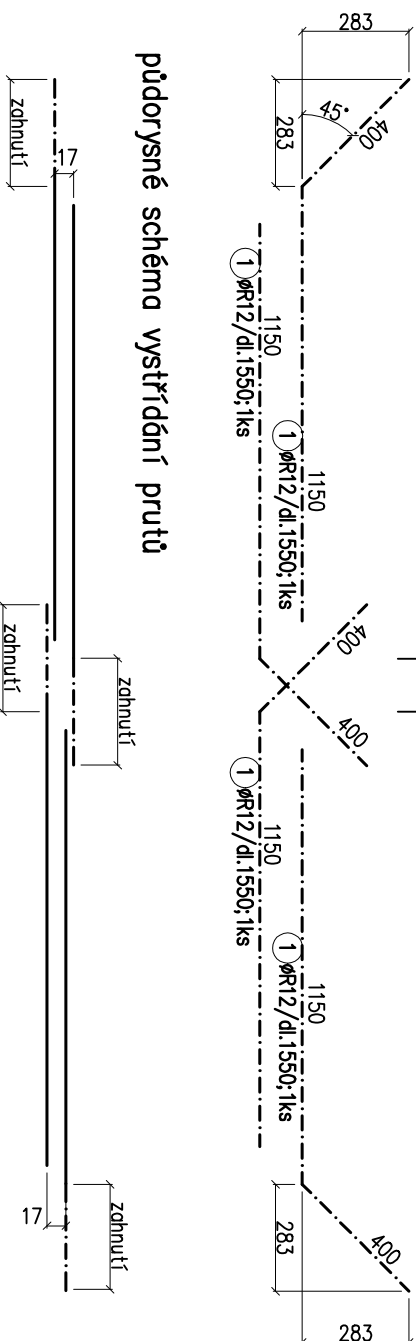 půdorysné schéma vystřídání prutů
283
283
45°
400
1150
1 øR12/dl.1550;1ks
1150
1 øR12/dl.1550;1ks
400
400
1150
1 øR12/dl.1550;1ks
1150
1 øR12/dl.1550;1ks
400
283
283
zahnutí
17
zahnutí
zahnutí
17
zahnutí